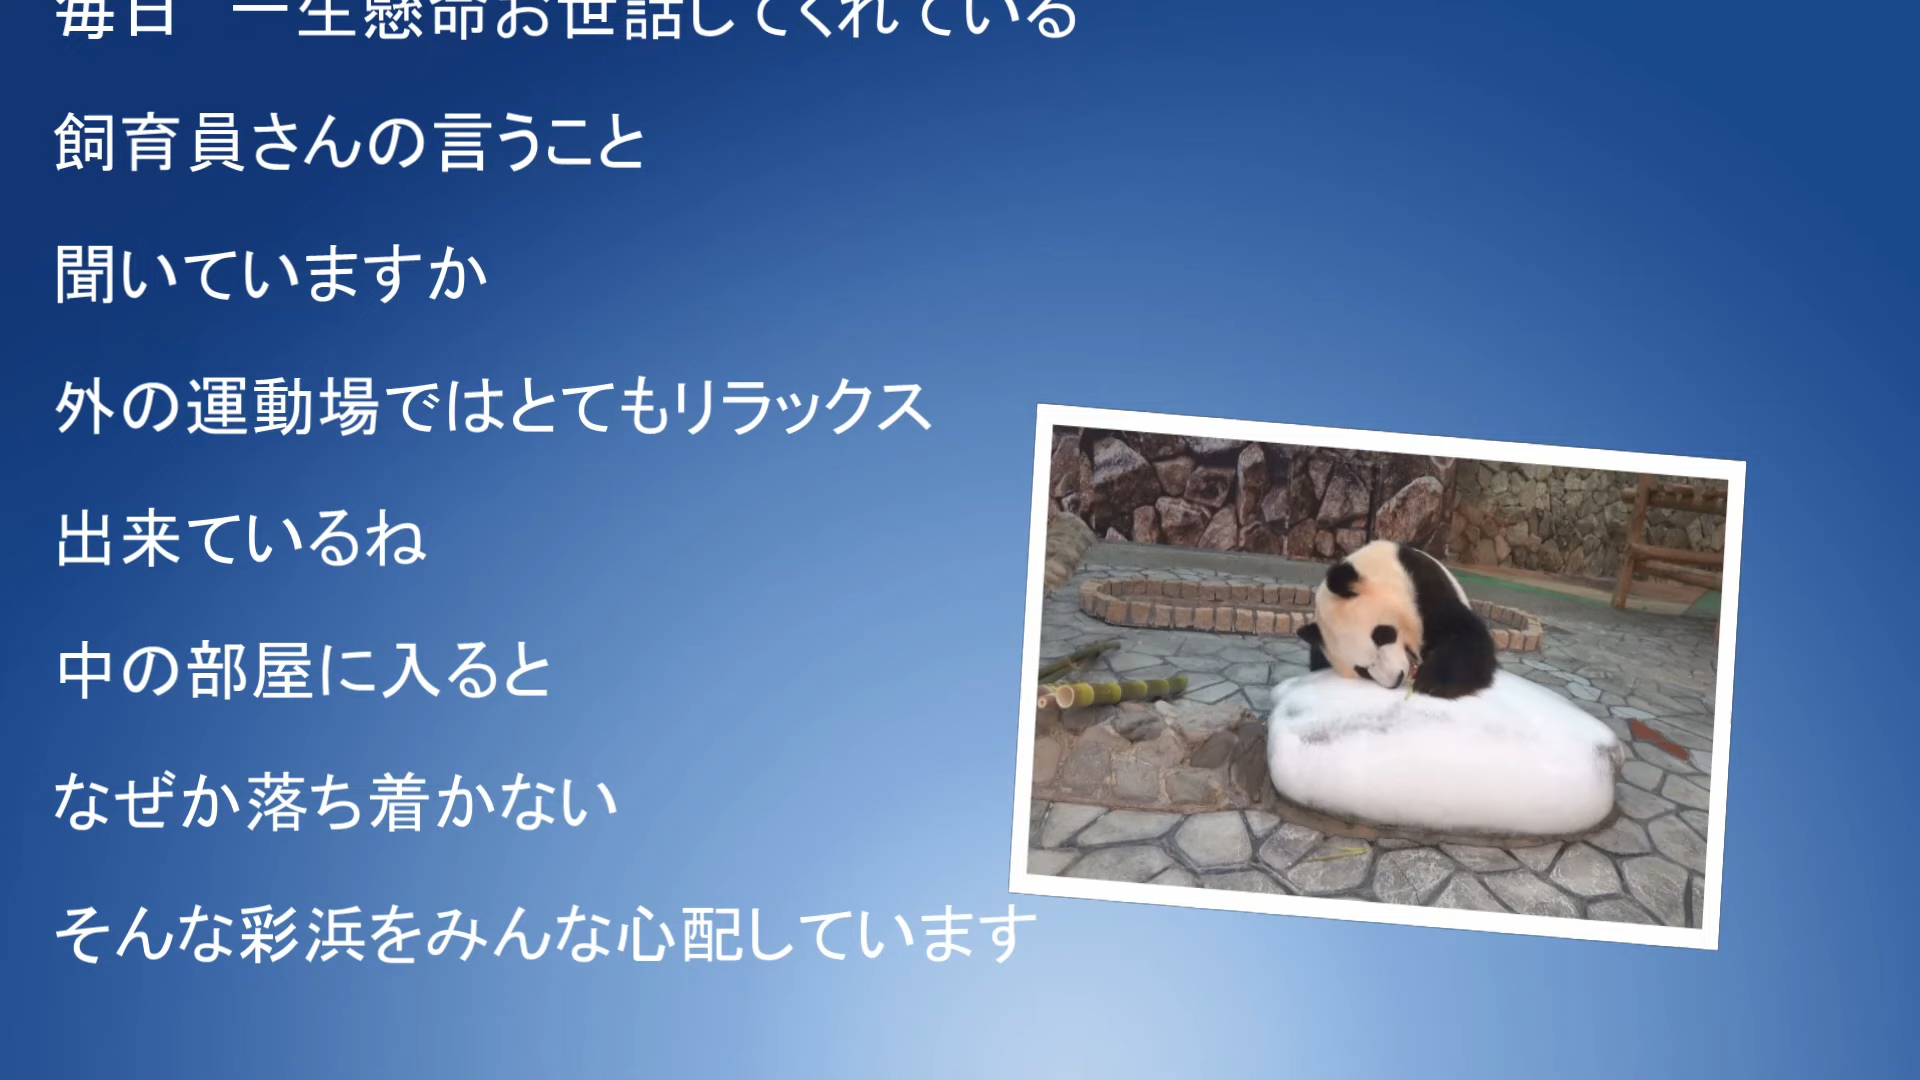 毎日　一生懸命お世話してくれている
飼育員さんの言うこと
聞いていますか
外の運動場ではとてもリラックス
出来ているね
中の部屋に入ると
なぜか落ち着かない
そんな彩浜をみんな心配しています